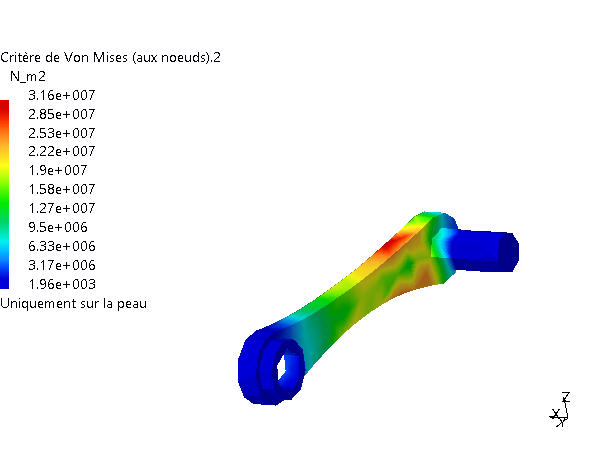 Critère de Von Mises (aux noeuds).2
N_m2
3.16e+007
2.85e+007
2.53e+007
2.22e+007
1.9e+007
1.58e+007
1.27e+007
9.5e+006
6.33e+006
3.17e+006
1.96e+003
Uniquement sur la peau
Z
X
Y